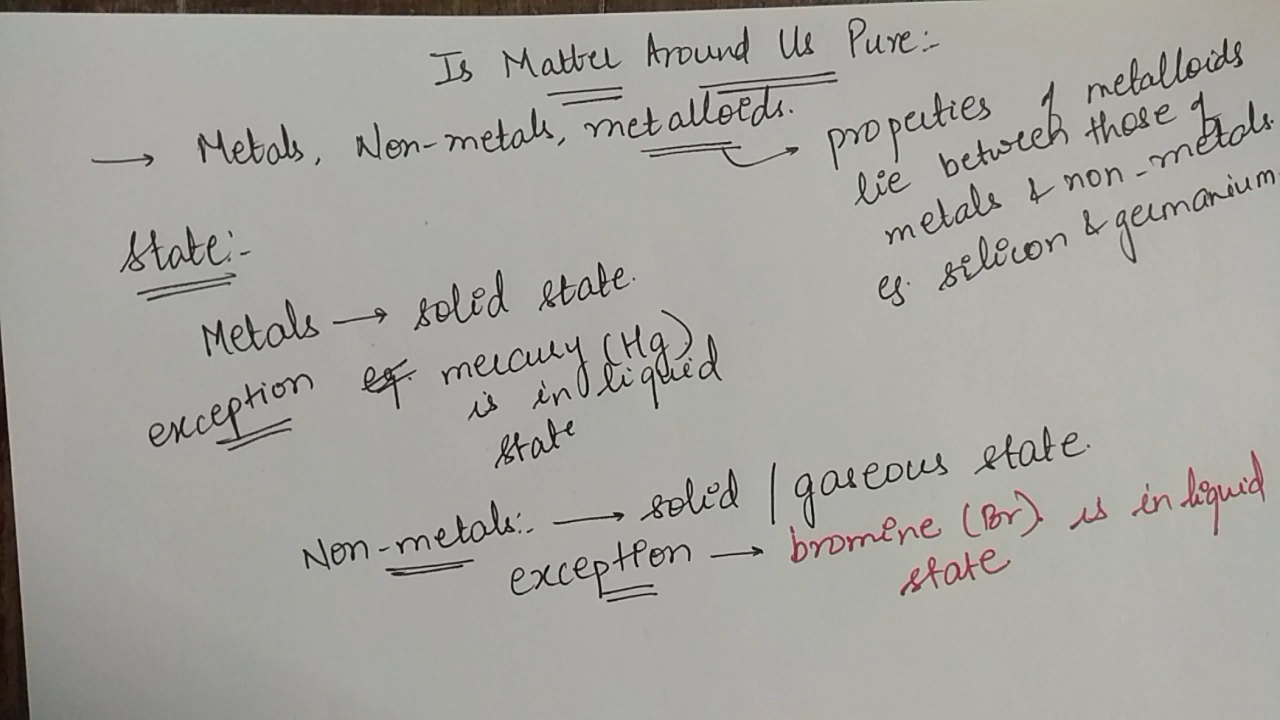 Is Matter Around Us Pure:-
→ Metals, Non-metals, metalloids.
→ properties of metalloids
lie between those of
metals & non-metals.
eg. silicon & germanium.
State:-
Metals → solid state.
exception eg. mercury (Hg)
is in liquid
state
Non-metals:- → solid / gaseous state.
exception → bromine (Br) is in liquid
state